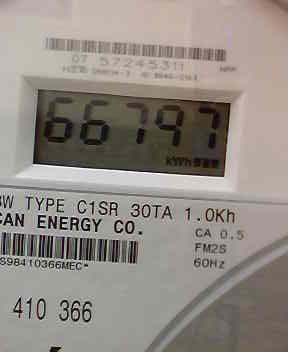 07 57245311
66797
kWh
3W TYPE C1SR 30TA 1.0Kh
CAN ENERGY CO.
CA 0.5
FM2S
60Hz
S98410366MEC*
410 366